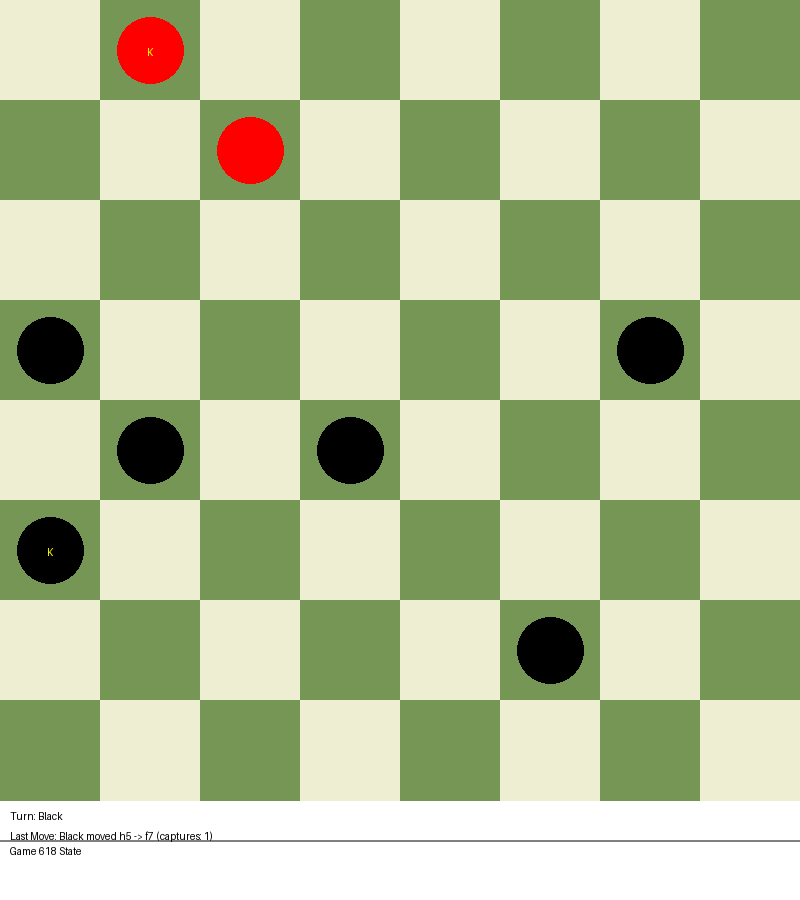 K
K
Turn: Black
Last Move: Black moved h5 -> f7 (captures: 1)
Game 618 State